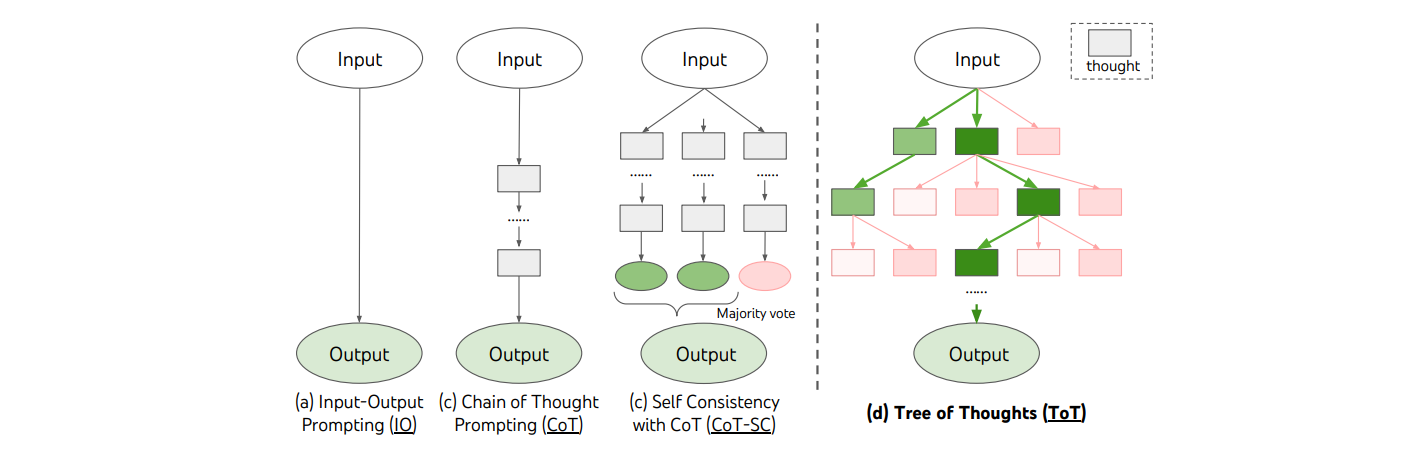 Input
Input
Input
Input
thought
......
......
......
......
......
Majority vote
Output
Output
Output
Output
(a) Input-Output
Prompting (IO)
(c) Chain of Thought
Prompting (CoT)
(c) Self Consistency
with CoT (CoT-SC)
(d) Tree of Thoughts (ToT)